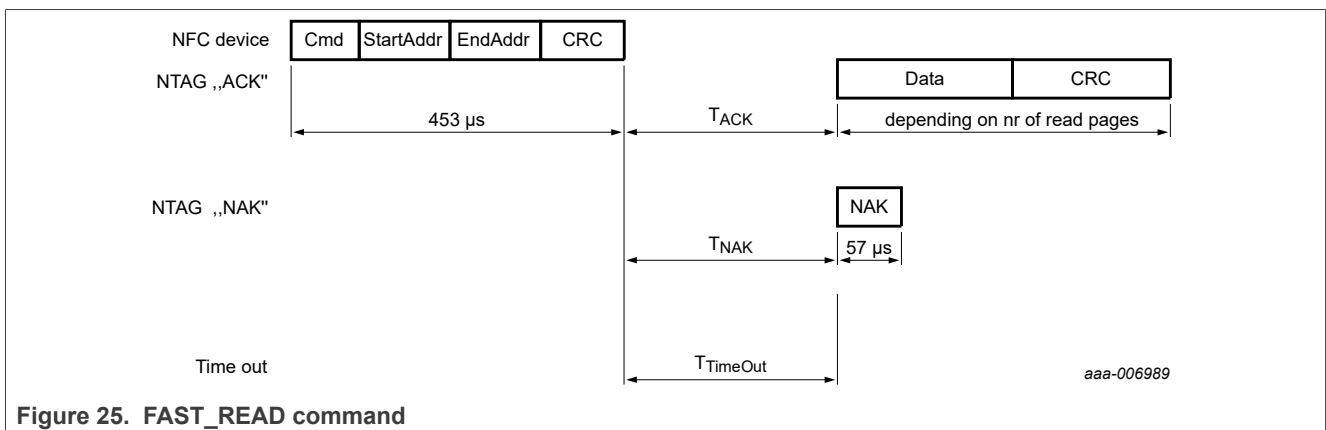 NFC device Cmd StartAddr EndAddr CRC
NTAG ,,ACK" Data CRC
453 µs TACK depending on nr of read pages
NTAG ,,NAK" NAK
TNAK 57 µs
Time out TTimeOut aaa-006989
Figure 25. FAST_READ command